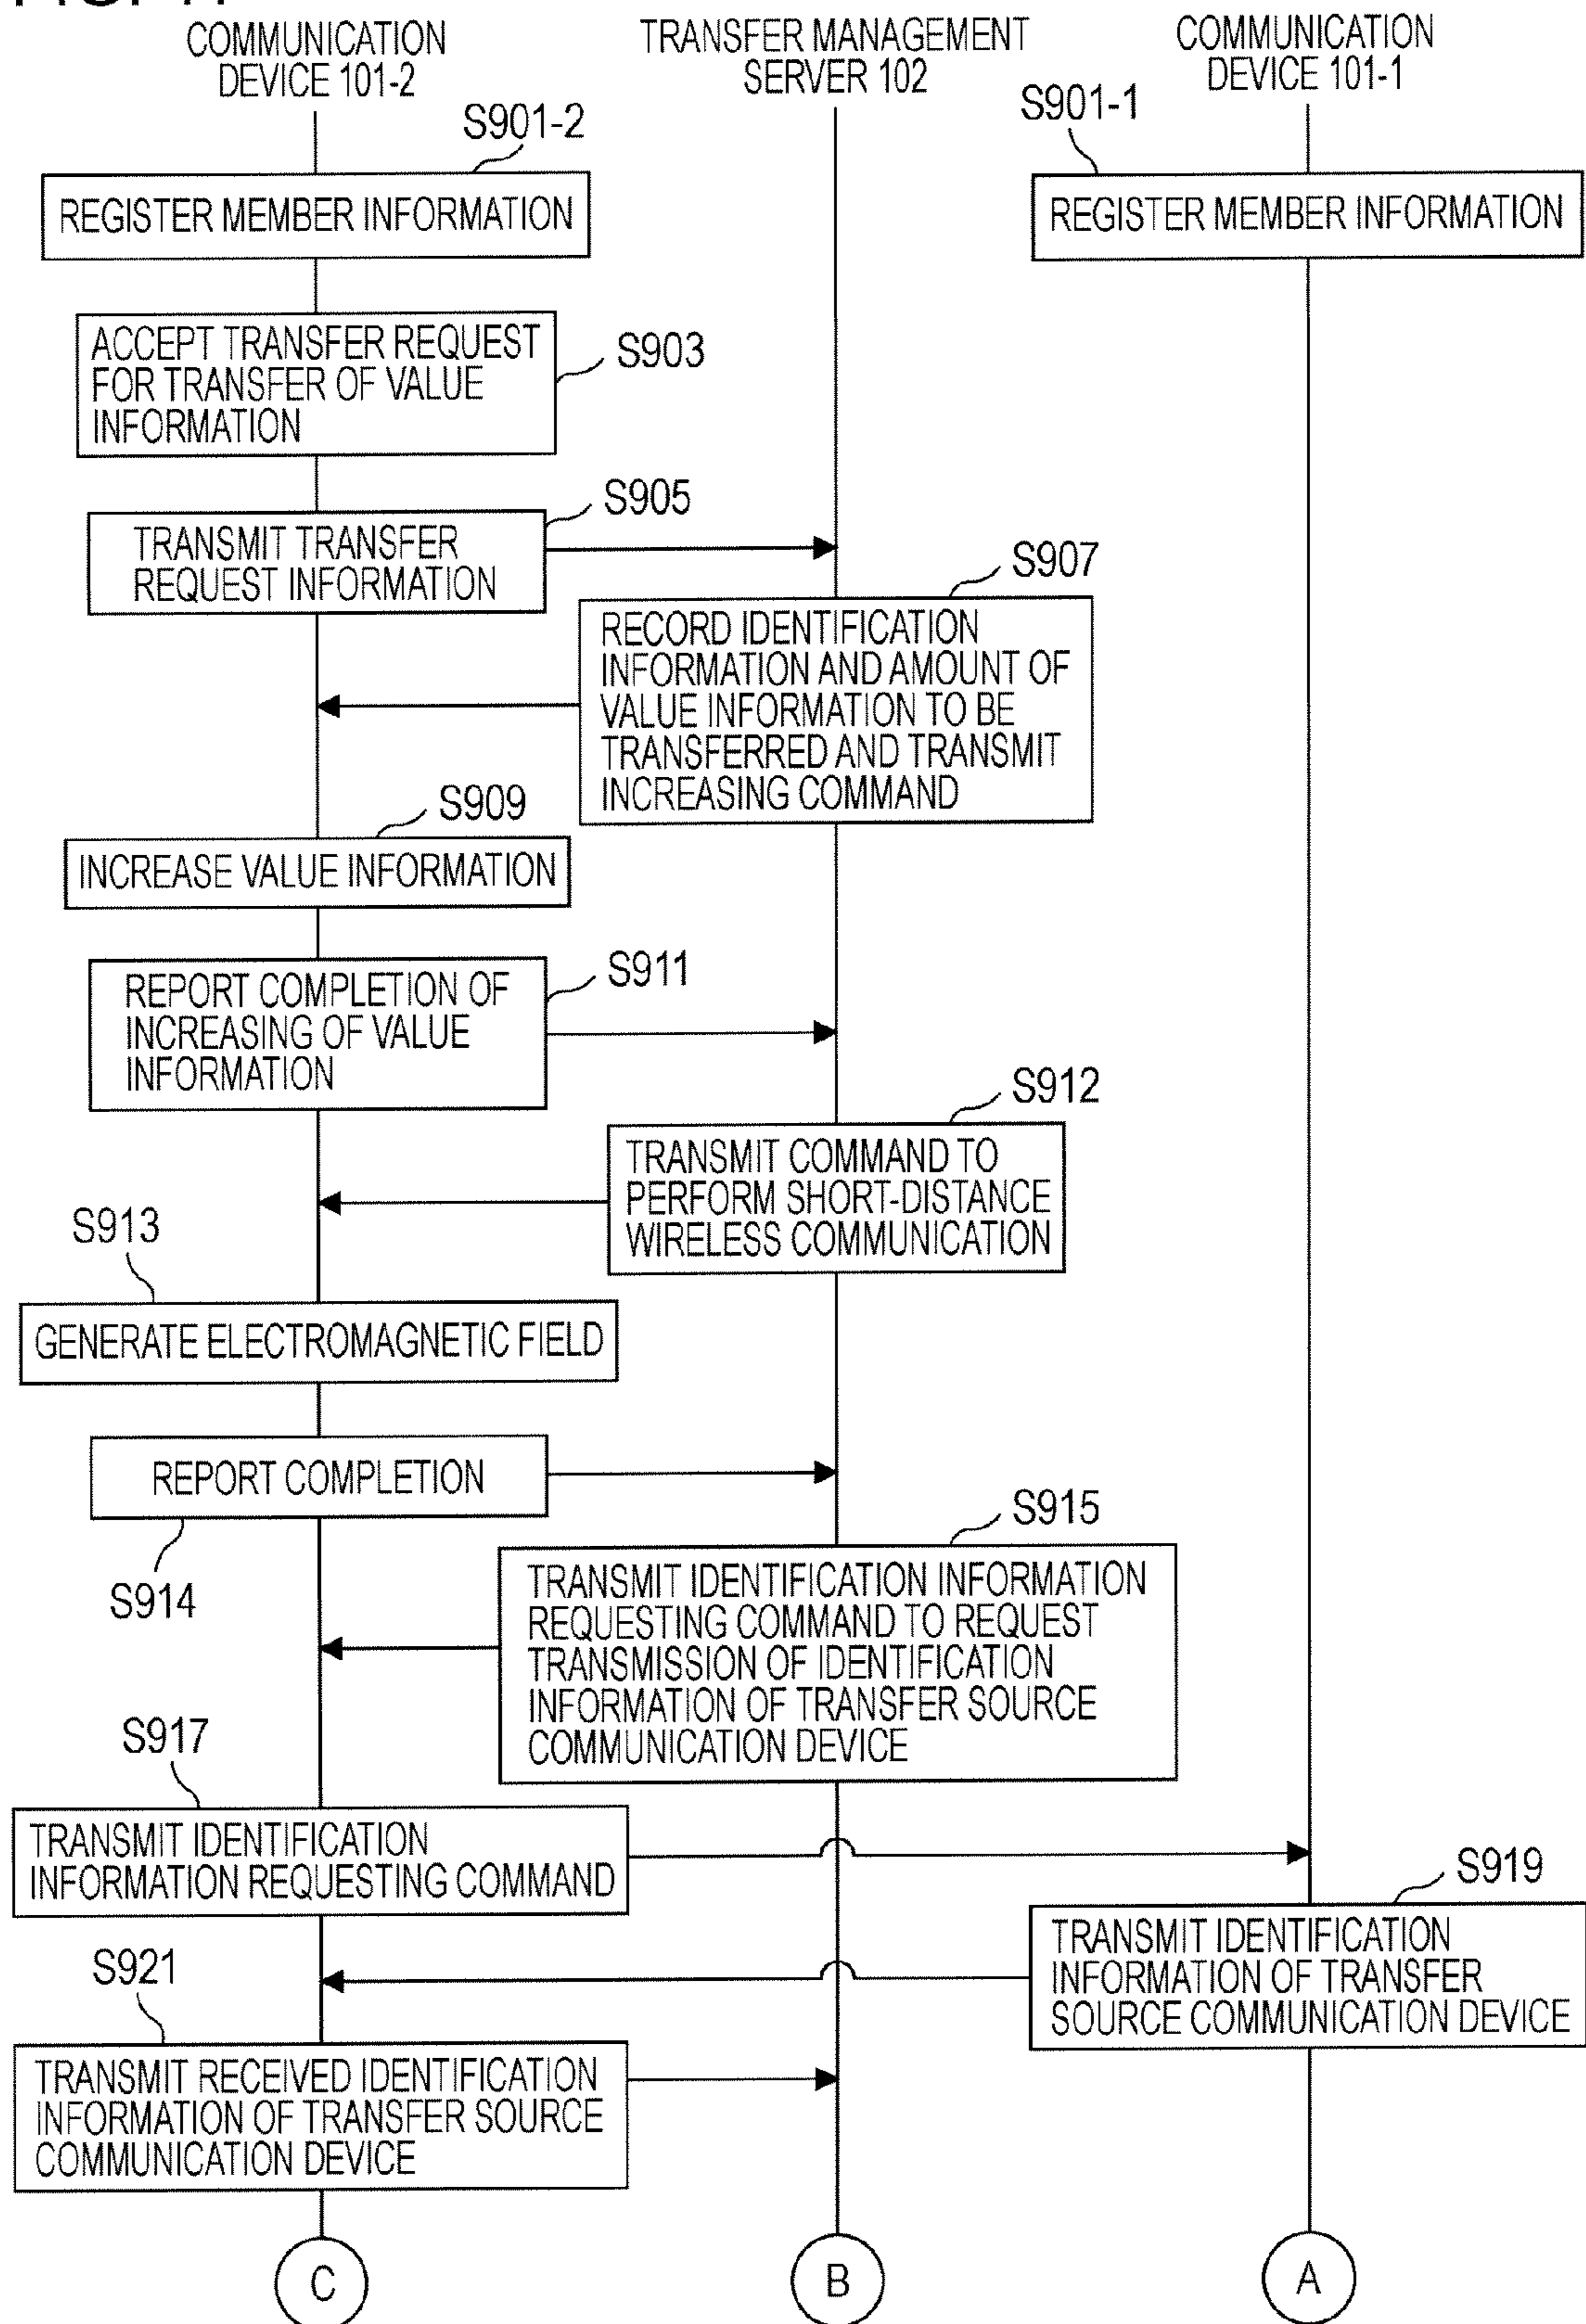 COMMUNICATION
DEVICE 101-2
TRANSFER MANAGEMENT
SERVER 102
COMMUNICATION
DEVICE 101-1
S901-2
S901-1
REGISTER MEMBER INFORMATION
REGISTER MEMBER INFORMATION
ACCEPT TRANSFER REQUEST
FOR TRANSFER OF VALUE
INFORMATION
S903
S905
TRANSMIT TRANSFER
REQUEST INFORMATION
S907
RECORD IDENTIFICATION
INFORMATION AND AMOUNT OF
VALUE INFORMATION TO BE
TRANSFERRED AND TRANSMIT
INCREASING COMMAND
S909
INCREASE VALUE INFORMATION
S911
REPORT COMPLETION OF
INCREASING OF VALUE
INFORMATION
S912
TRANSMIT COMMAND TO
PERFORM SHORT-DISTANCE
WIRELESS COMMUNICATION
S913
GENERATE ELECTROMAGNETIC FIELD
REPORT COMPLETION
S914
S915
TRANSMIT IDENTIFICATION INFORMATION
REQUESTING COMMAND TO REQUEST
TRANSMISSION OF IDENTIFICATION
INFORMATION OF TRANSFER SOURCE
COMMUNICATION DEVICE
S917
TRANSMIT IDENTIFICATION
INFORMATION REQUESTING COMMAND
S919
TRANSMIT IDENTIFICATION
INFORMATION OF TRANSFER
SOURCE COMMUNICATION DEVICE
S921
TRANSMIT RECEIVED IDENTIFICATION
INFORMATION OF TRANSFER SOURCE
COMMUNICATION DEVICE
C
B
A